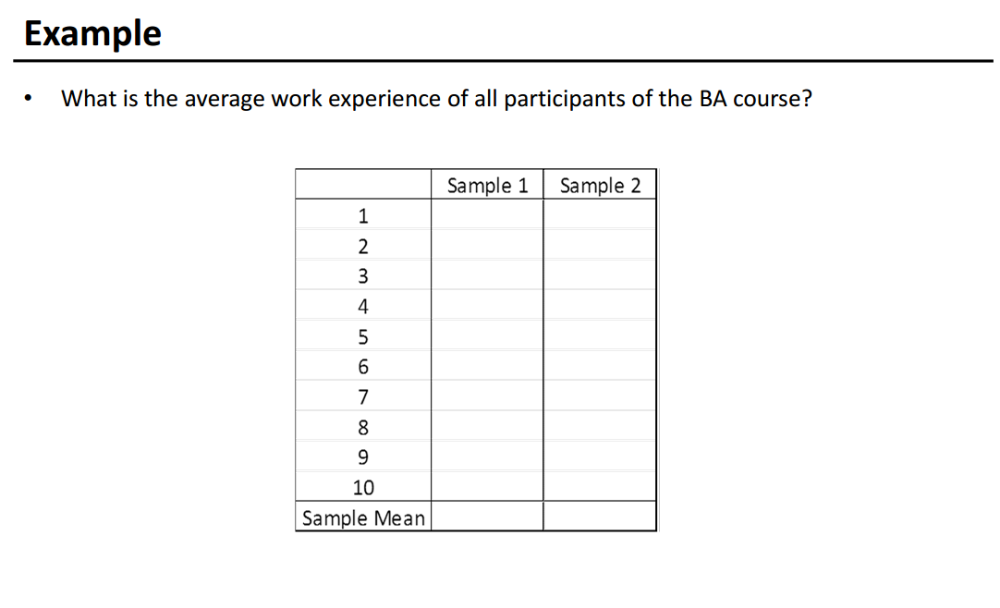 Example
• What is the average work experience of all participants of the BA course?
Sample 1 Sample 2
1
2
3
4
5
6
7
8
9
10
Sample Mean